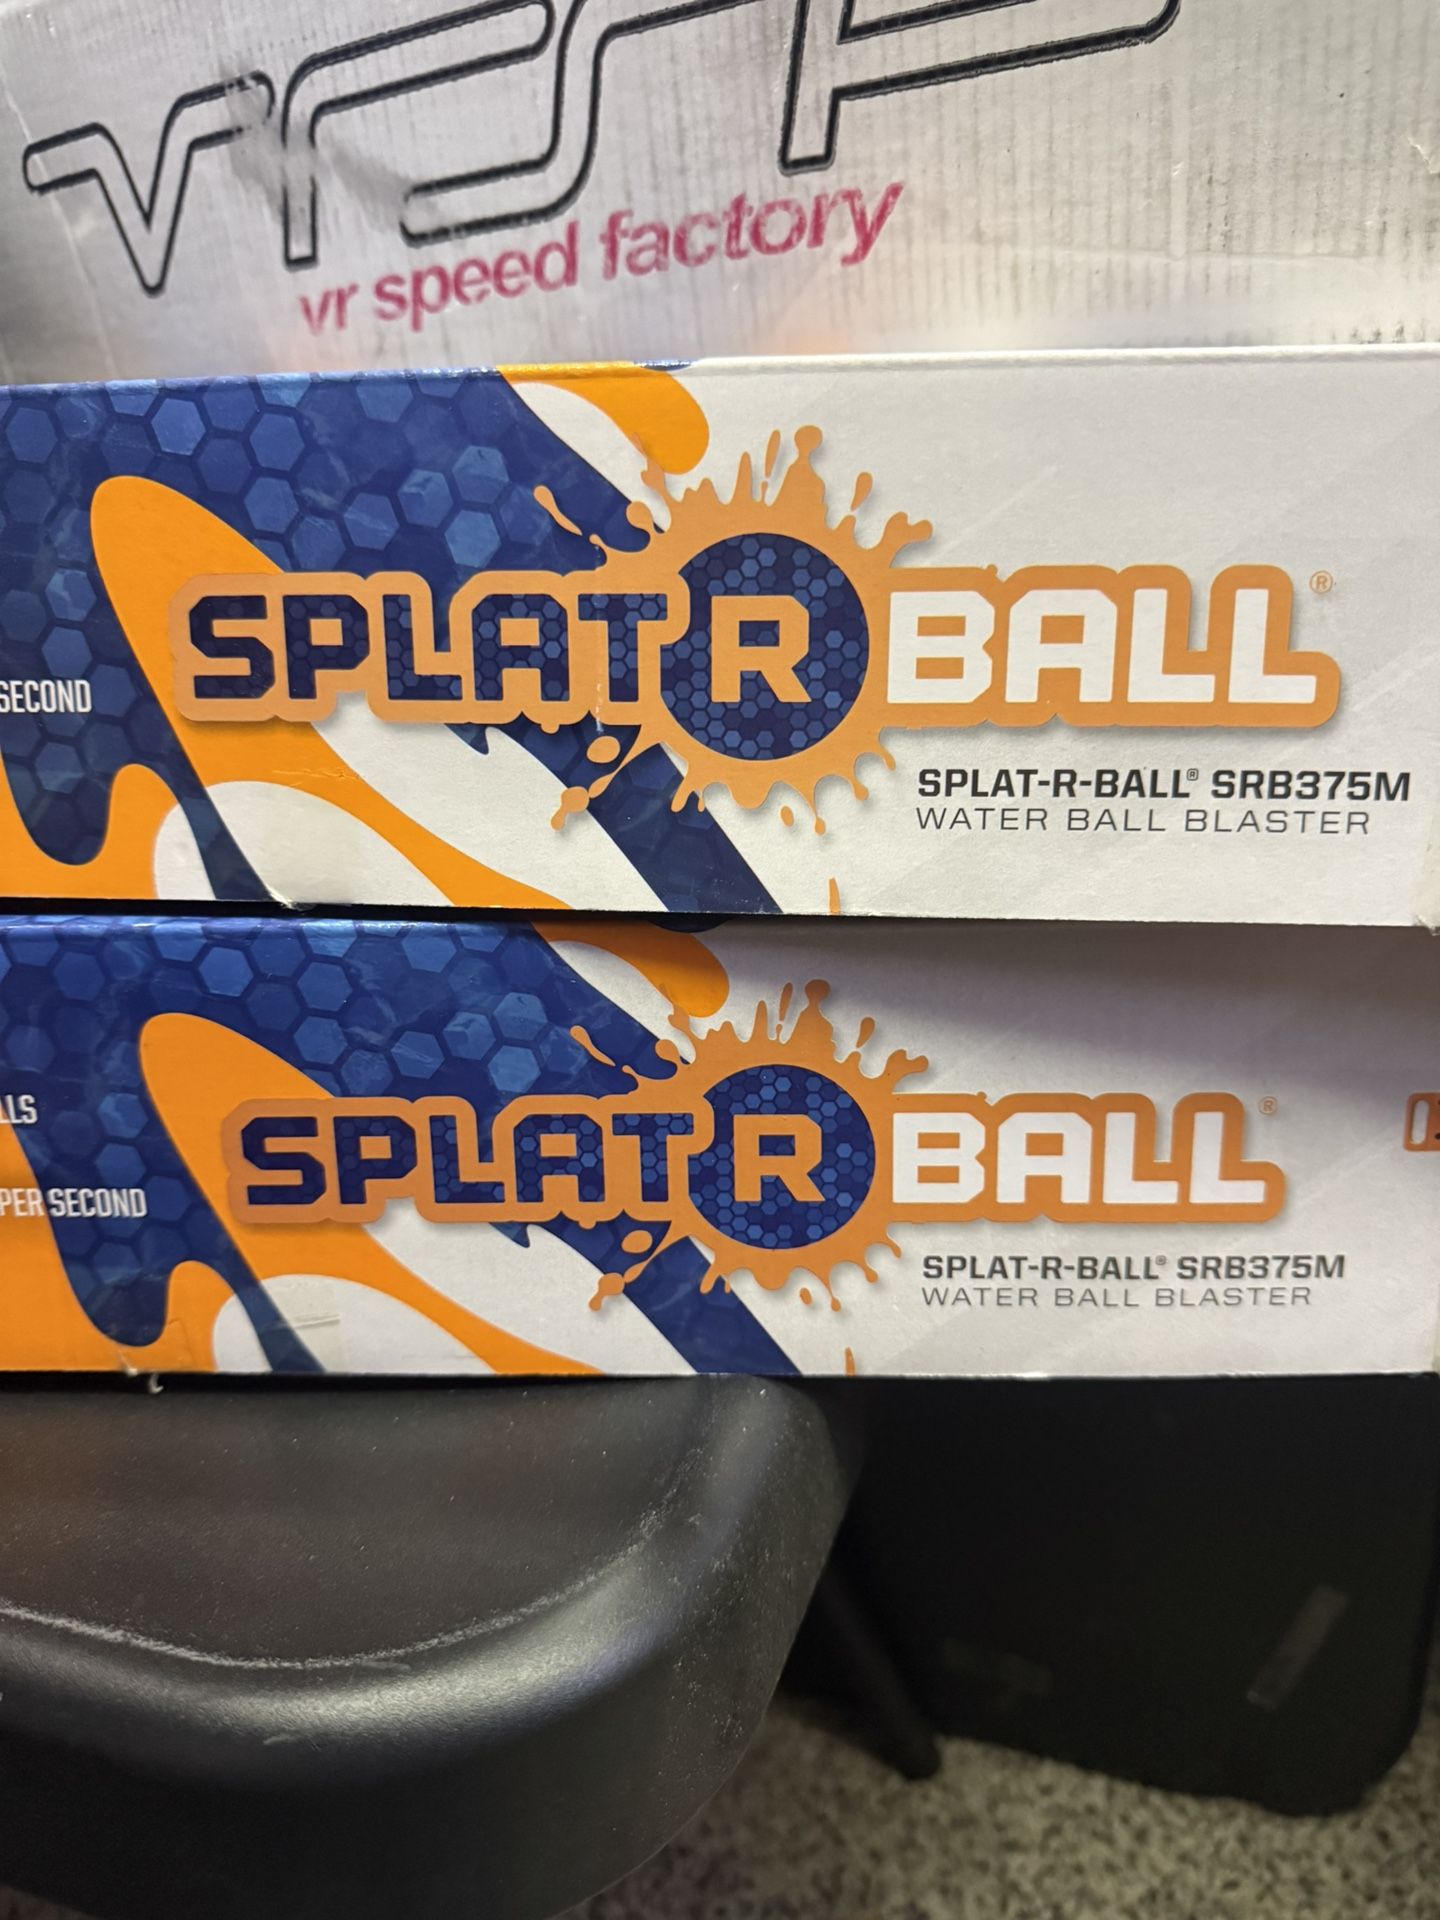 vrsf
vr speed factory
SECOND
SPLAT R BALL®
SPLAT-R-BALL® SRB375M
WATER BALL BLASTER
LLS
PER SECOND
SPLAT R BALL®
SPLAT-R-BALL® SRB375M
WATER BALL BLASTER